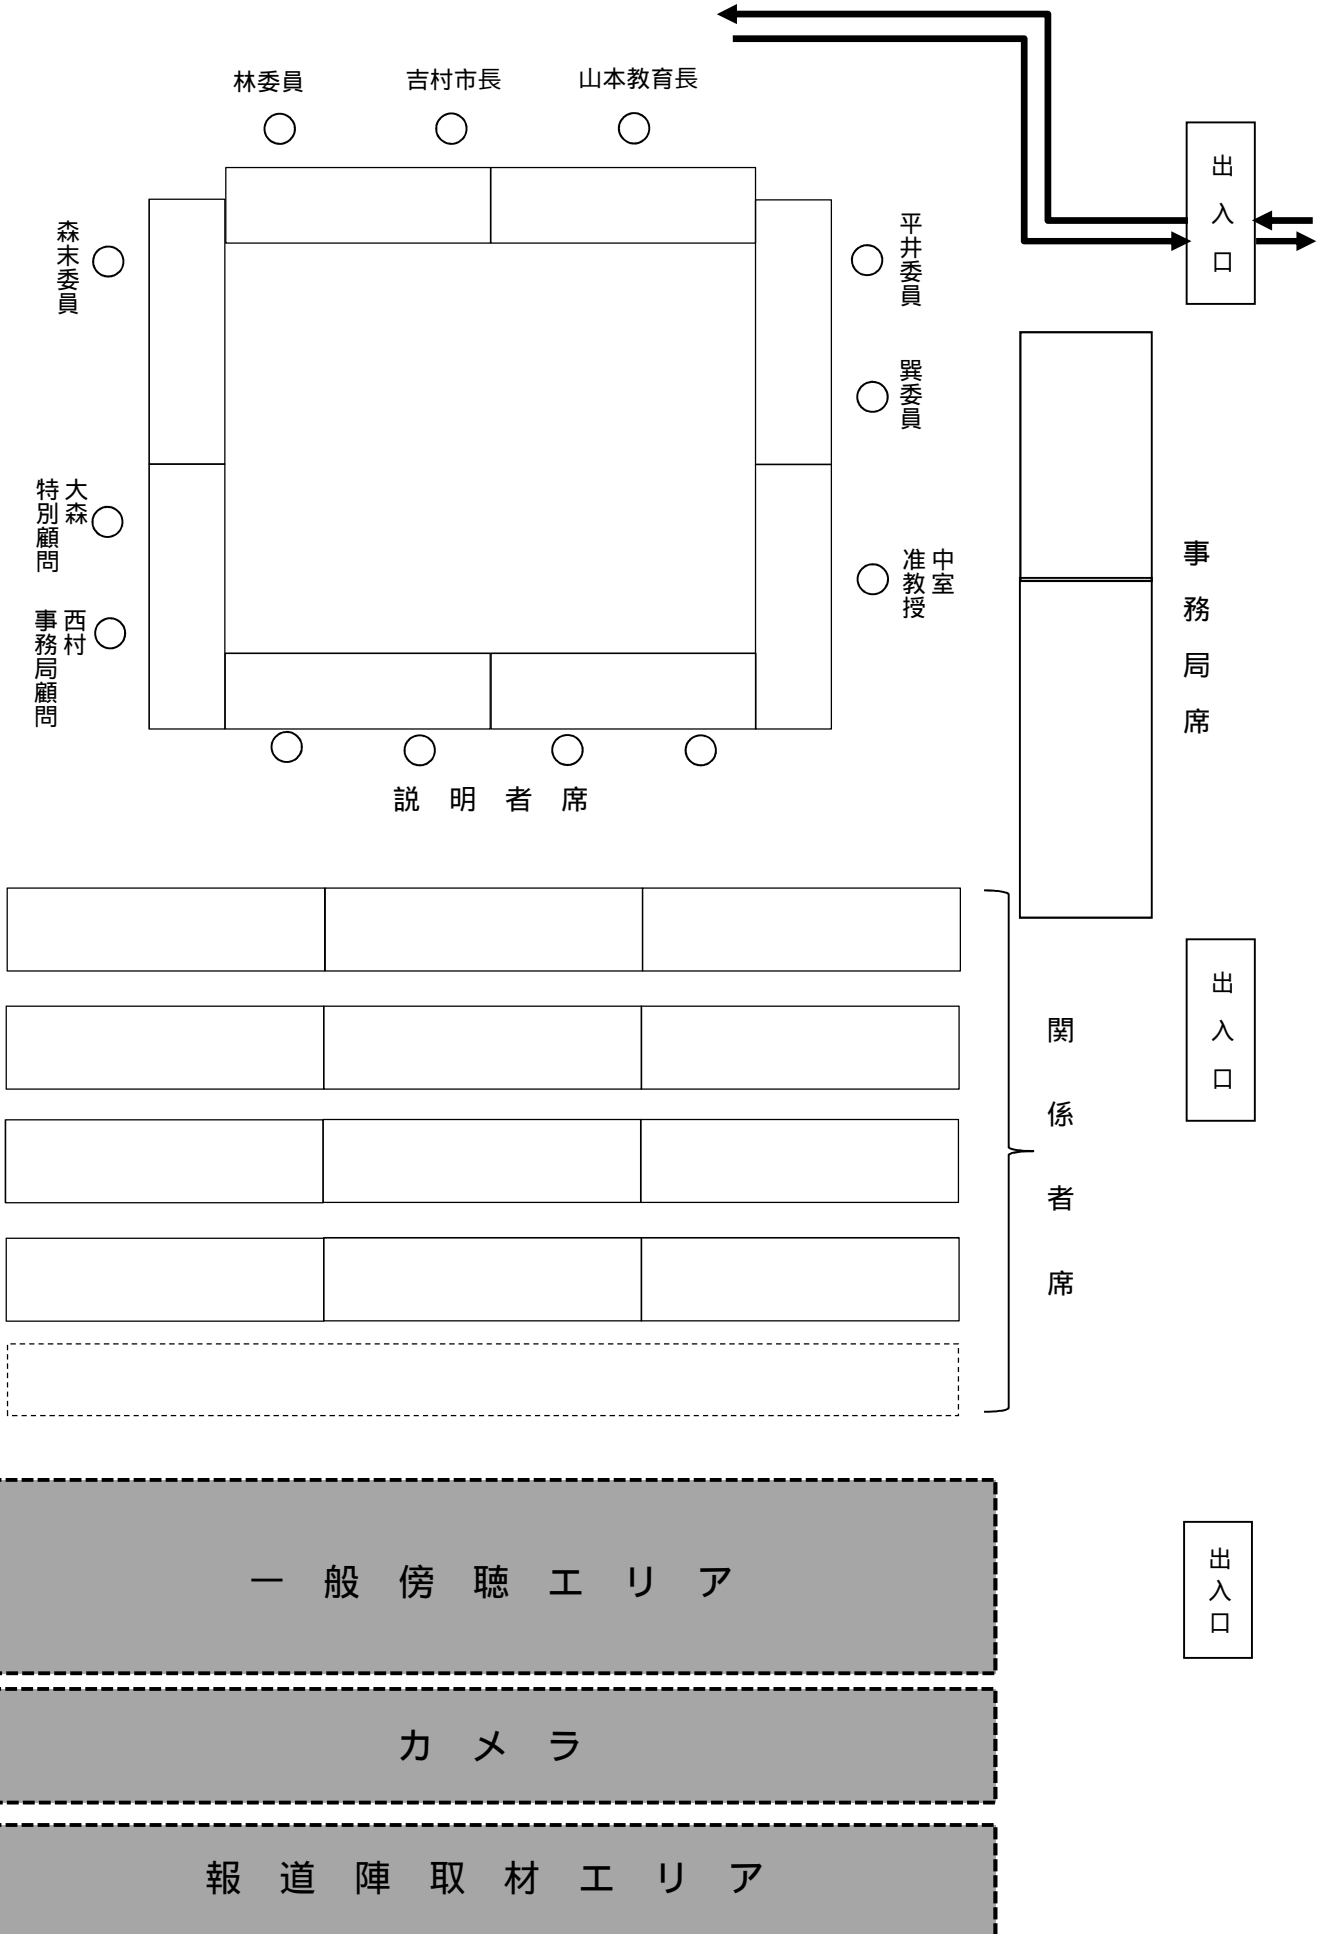 林委員
吉村市長
山本教育長
出入口
森末委員
平井委員
巽委員
大森
特別顧問
中室
准教授
西村
事務局顧問
事務局席
説明者席
関係者席
出入口
一般傍聴エリア
出入口
カメラ
報道陣取材エリア